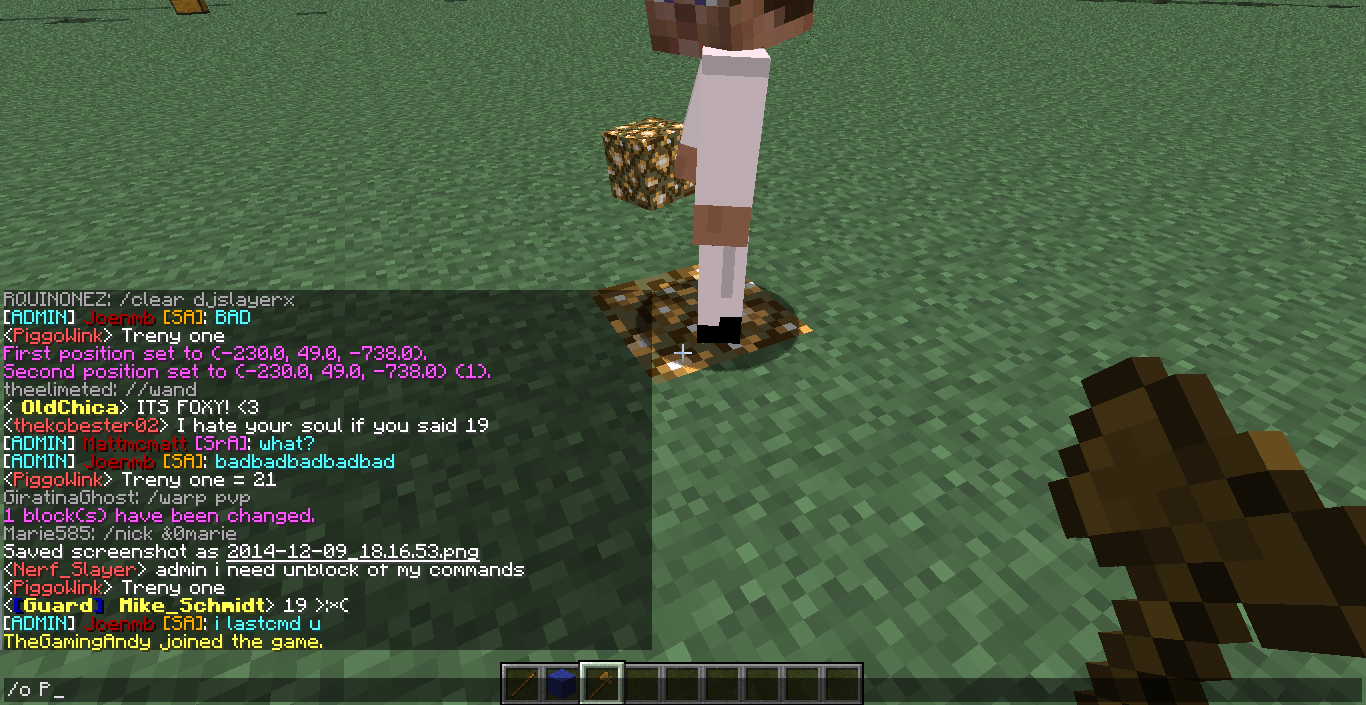 RQUINONEZ: /clear djslayerx
[ADMIN] Joenmb [SA]: BAD
<PiggoWink> Treny one
First position set to (-230.0, 49.0, -738.0).
Second position set to (-230.0, 49.0, -738.0) (1).
theelimeted: //wand
< OldChica> ITS FOXY! <3
<thekobester02> I hate your soul if you said 19
[ADMIN] Mattmcmatt [SrA]: what?
[ADMIN] Joenmb [SA]: badbadbadbadbad
<PiggoWink> Treny one = 21
GiratinaGhost: /warp pvp
1 block(s) have been changed.
Marie585: /nick &0marie
Saved screenshot as 2014-12-09_18.16.53.png
<Nerf_Slayer> admin i need unblock of my commands
<PiggoWink> Treny one
<[Guard] Mike_Schmidt> 19 >:×(
[ADMIN] Joenmb [SA]: i lastcmd u
TheGamingAndy joined the game.
/o P_